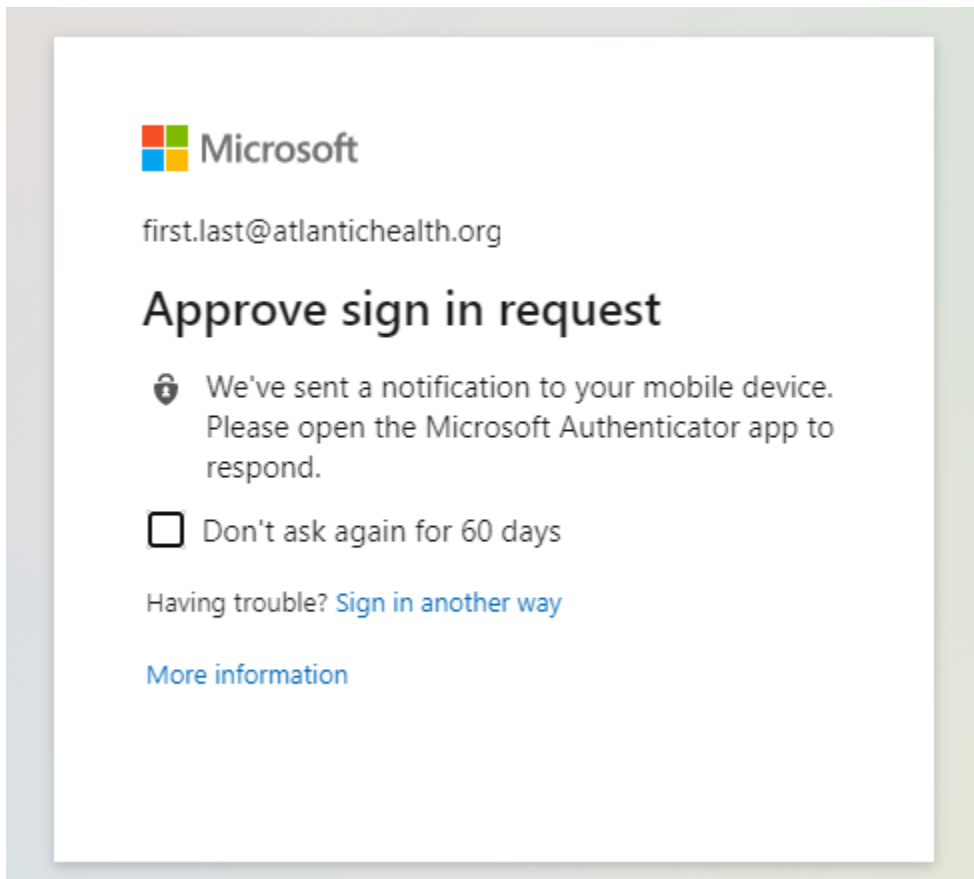 Microsoft
first.last@atlantichealth.org
Approve sign in request
We've sent a notification to your mobile device.
Please open the Microsoft Authenticator app to
respond.
Don't ask again for 60 days
Having trouble? Sign in another way
More information